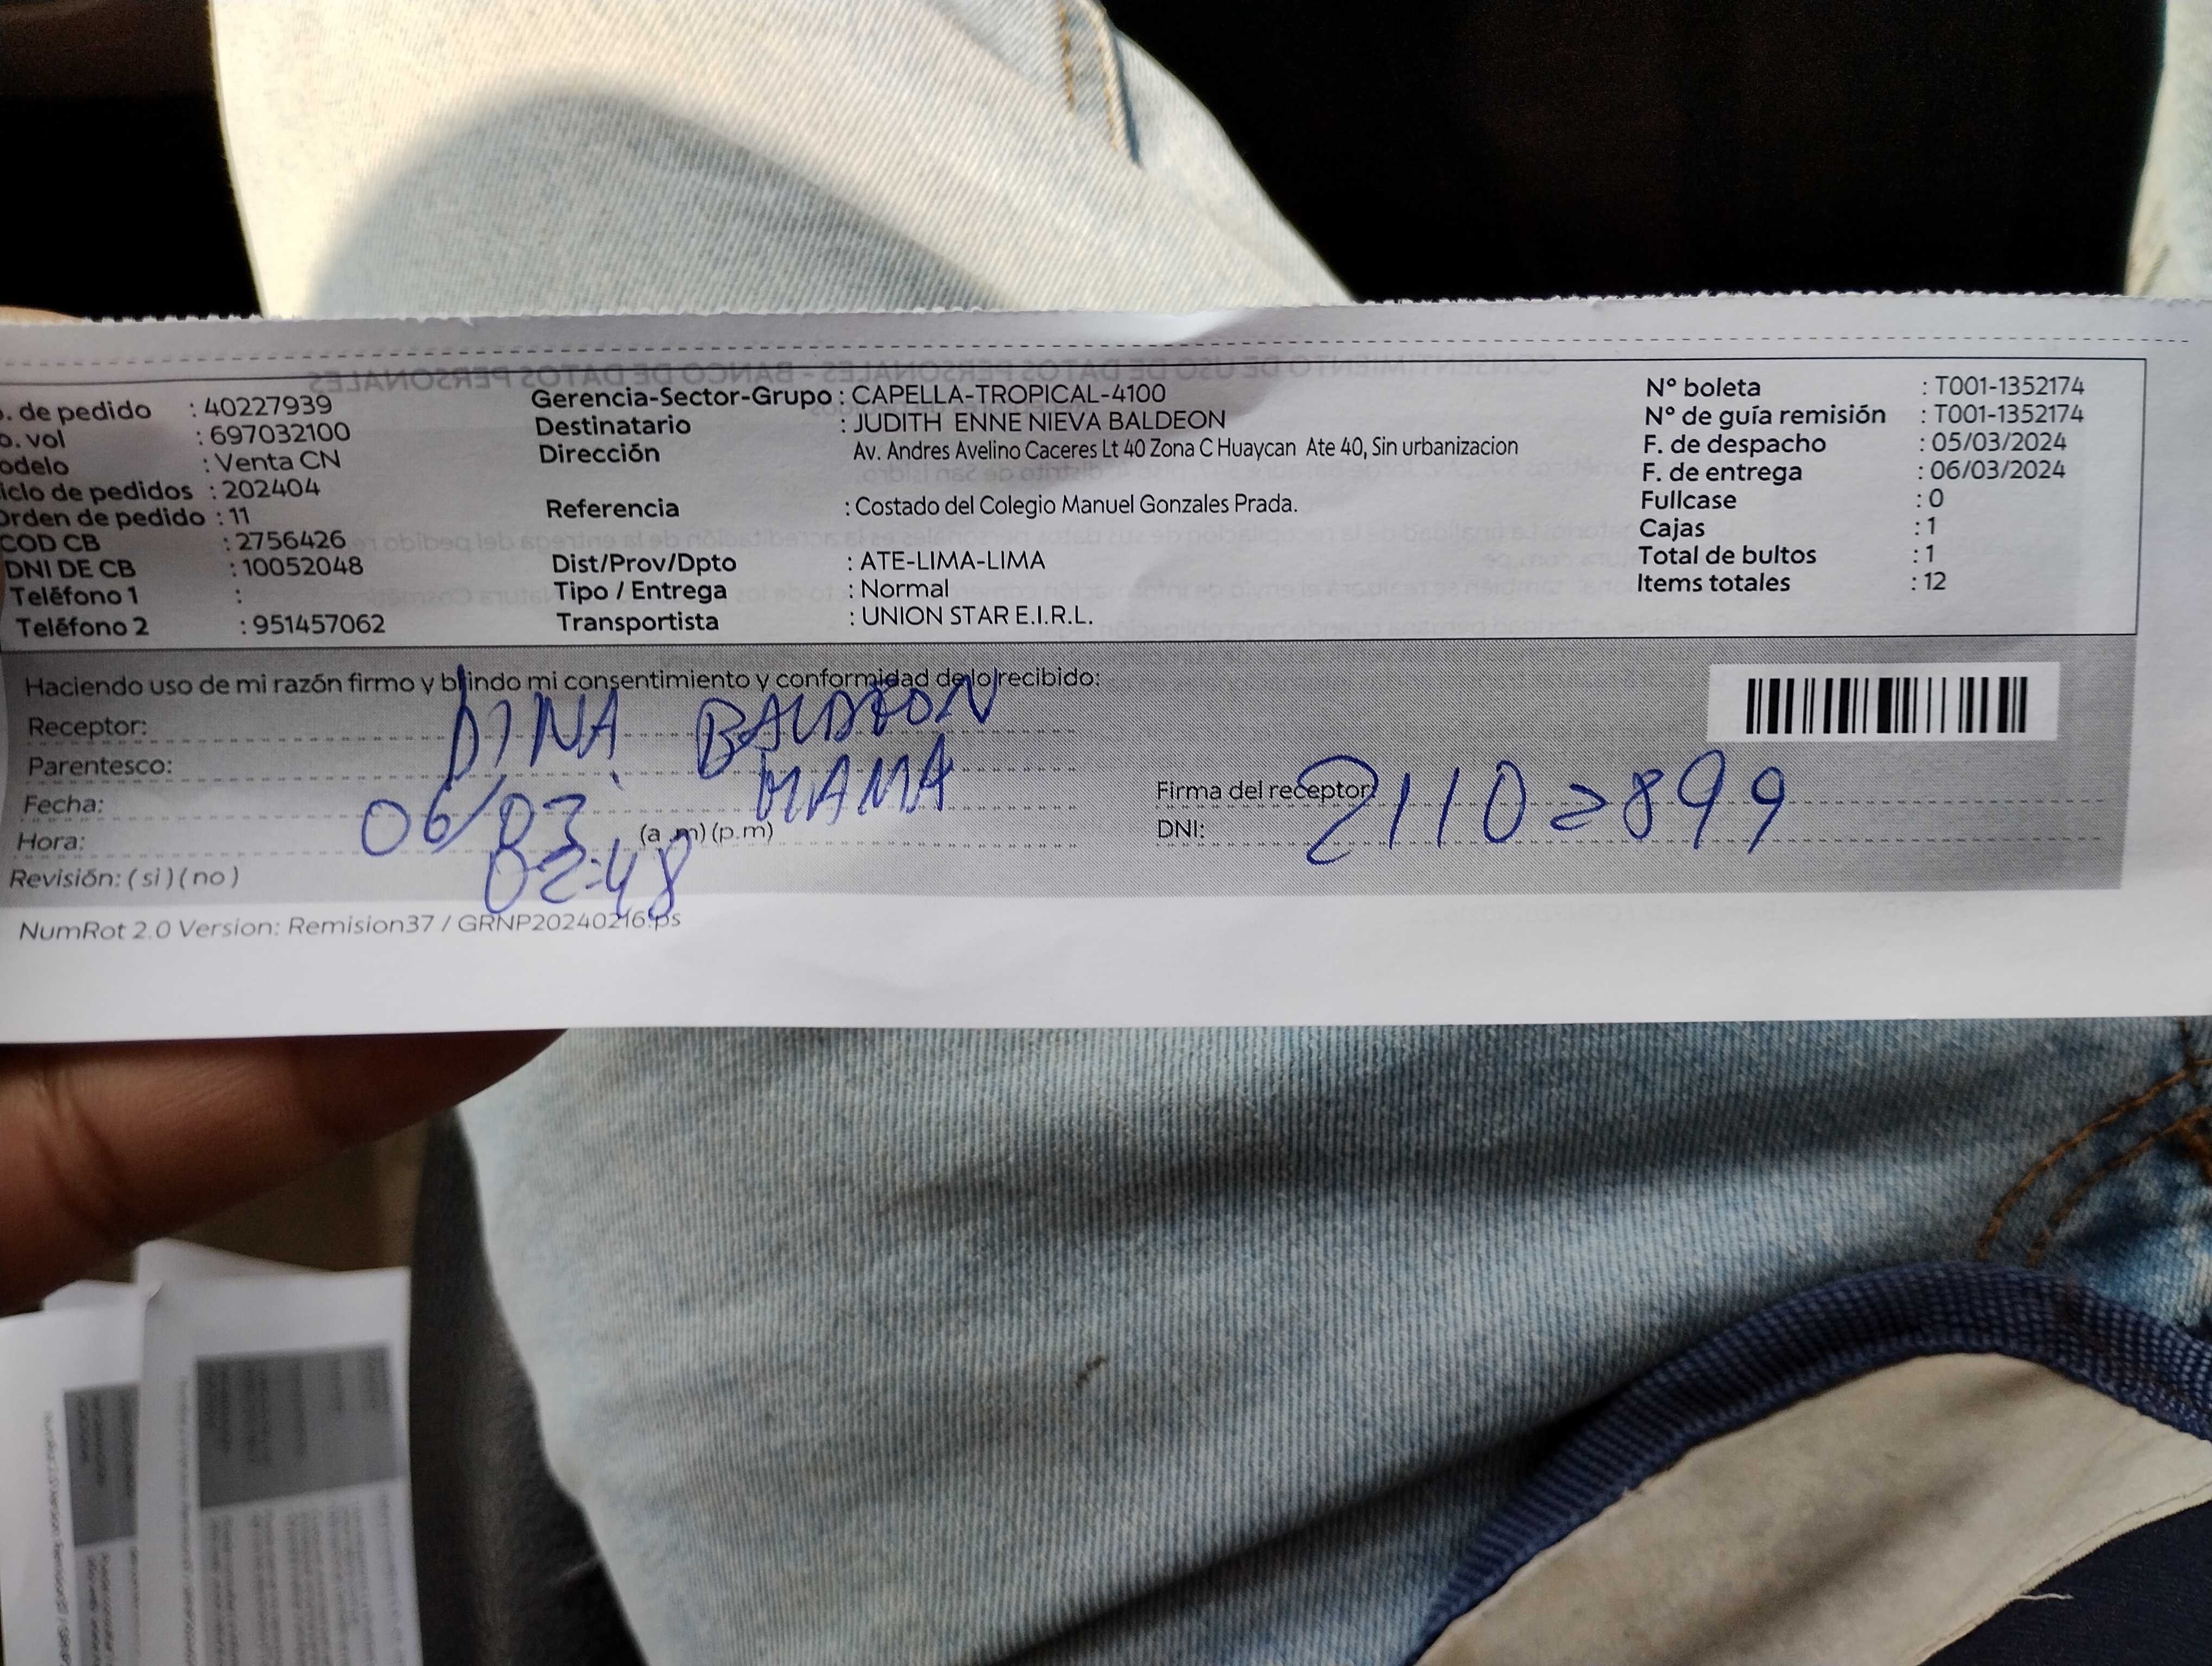 . de pedido : 40227939
o. vol : 697032100
odelo : Venta CN
iclo de pedidos : 202404
Orden de pedido : 11
COD CB : 2756426
DNI DE CB : 10052048
Teléfono 1 :
Teléfono 2 : 951457062
Gerencia-Sector-Grupo : CAPELLA-TROPICAL-4100
Destinatario : JUDITH ENNE NIEVA BALDEON
Dirección Av. Andres Avelino Caceres Lt 40 Zona C Huaycan Ate 40, Sin urbanizacion
Referencia : Costado del Colegio Manuel Gonzales Prada.
Dist/Prov/Dpto : ATE-LIMA-LIMA
Tipo / Entrega : Normal
Transportista : UNION STAR E.I.R.L.
N° boleta : T001-1352174
N° de guía remisión : T001-1352174
F. de despacho : 05/03/2024
F. de entrega : 06/03/2024
Fullcase : 0
Cajas : 1
Total de bultos : 1
Items totales : 12
Haciendo uso de mi razón firmo y brindo mi consentimiento y conformidad de lo recibido:
Receptor: DINA BALDEON
Parentesco: MAMA
Fecha: 06/03
Hora: 02:48 (a.m) (p.m)
Revisión: (si) (no)
Firma del receptor
DNI: 21102899
NumRot 2.0 Version: Remision37 / GRNP20240216.ps